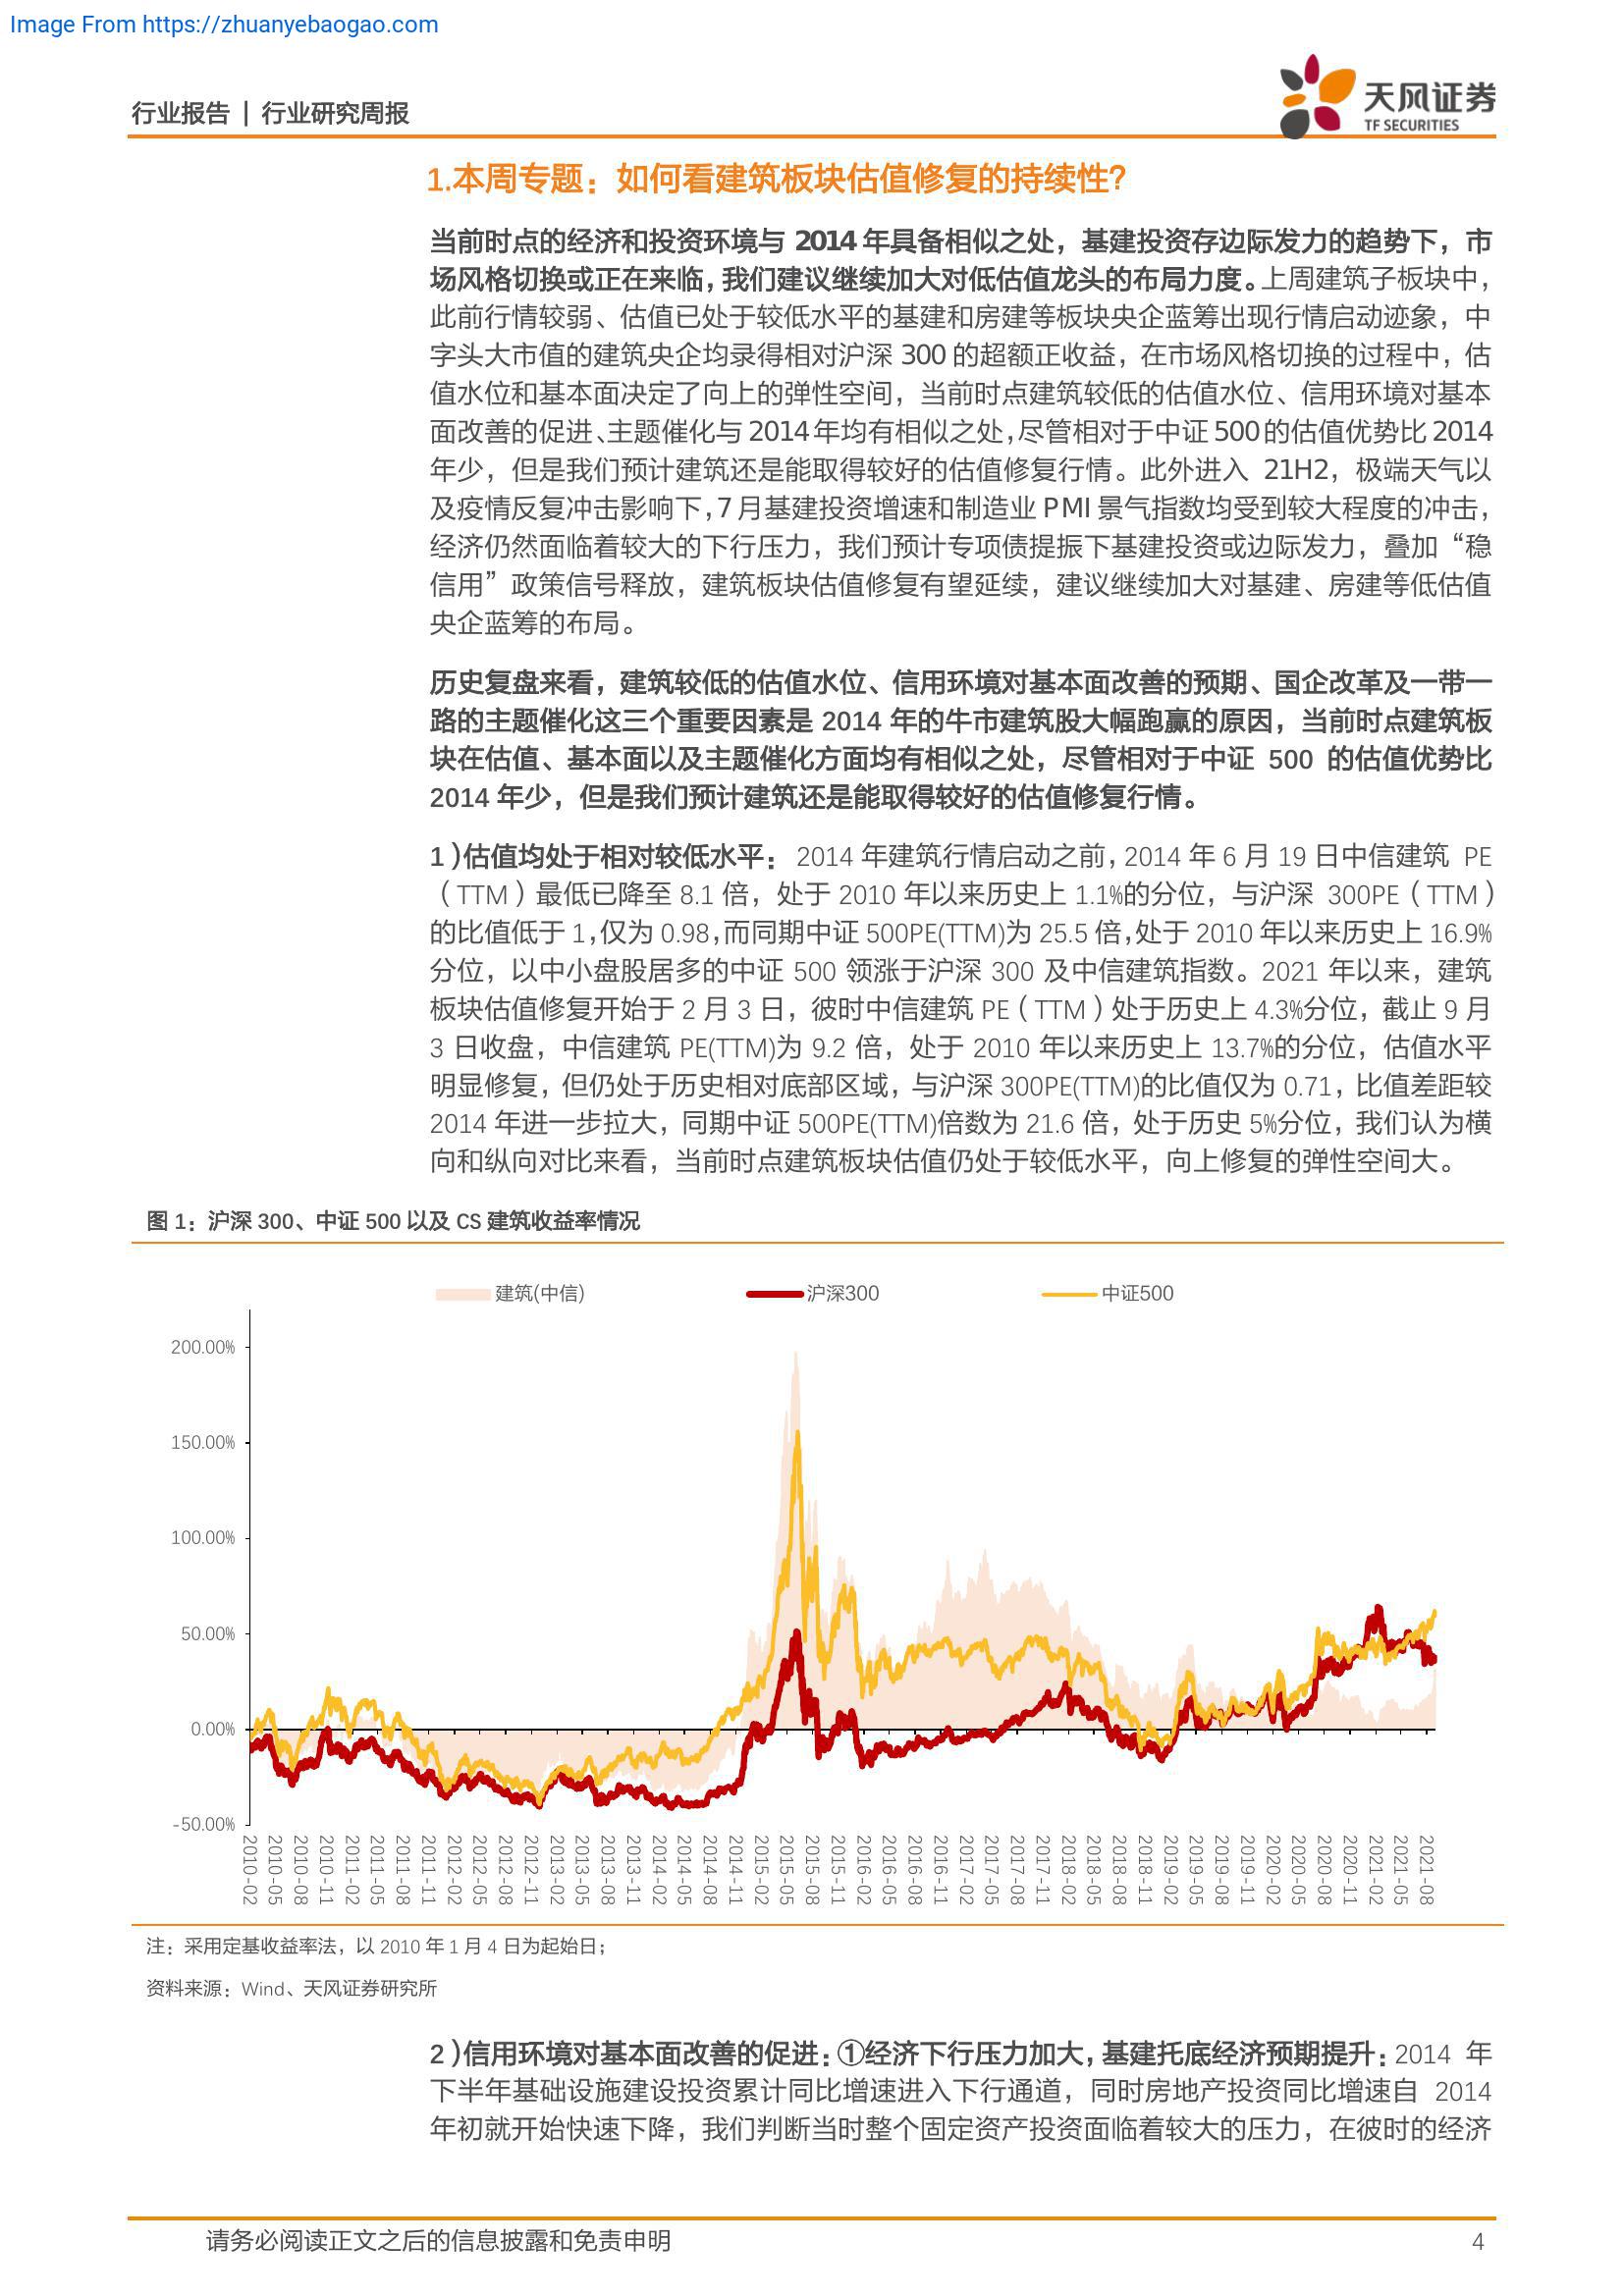 Image From https://zhuanyebaogao.com
行业报告 | 行业研究周报
天风证券
TF SECURITIES
1.本周专题：如何看建筑板块估值修复的持续性？
当前时点的经济和投资环境与 2014 年具备相似之处，基建投资存边际发力的趋势下，市
场风格切换或正在来临，我们建议继续加大对低估值龙头的布局力度。上周建筑子板块中，
此前行情较弱、估值已处于较低水平的基建和房建等板块央企蓝筹出现行情启动迹象，中
字头大市值的建筑央企均录得相对沪深 300 的超额正收益，在市场风格切换的过程中，估
值水位和基本面决定了向上的弹性空间，当前时点建筑较低的估值水位、信用环境对基本
面改善的促进、主题催化与 2014 年均有相似之处，尽管相对于中证 500 的估值优势比 2014
年少，但是我们预计建筑还是能取得较好的估值修复行情。此外进入 21H2，极端天气以
及疫情反复冲击影响下，7 月基建投资增速和制造业 PMI 景气指数均受到较大程度的冲击，
经济仍然面临着较大的下行压力，我们预计专项债提振下基建投资或边际发力，叠加“稳
信用”政策信号释放，建筑板块估值修复有望延续，建议继续加大对基建、房建等低估值
央企蓝筹的布局。
历史复盘来看，建筑较低的估值水位、信用环境对基本面改善的预期、国企改革及一带一
路的主题催化这三个重要因素是 2014 年的牛市建筑股大幅跑赢的原因，当前时点建筑板
块在估值、基本面以及主题催化方面均有相似之处，尽管相对于中证 500 的估值优势比
2014 年少，但是我们预计建筑还是能取得较好的估值修复行情。
1）估值均处于相对较低水平：2014 年建筑行情启动之前，2014 年 6 月 19 日中信建筑 PE
（TTM）最低已降至 8.1 倍，处于 2010 年以来历史上 1.1%的分位，与沪深 300PE（TTM）
的比值低于 1，仅为 0.98，而同期中证 500PE(TTM)为 25.5 倍，处于 2010 年以来历史上 16.9%
分位，以中小盘股居多的中证 500 领涨于沪深 300 及中信建筑指数。2021 年以来，建筑
板块估值修复开始于 2 月 3 日，彼时中信建筑 PE（TTM）处于历史上 4.3%分位，截止 9 月
3 日收盘，中信建筑 PE(TTM)为 9.2 倍，处于 2010 年以来历史上 13.7%的分位，估值水平
明显修复，但仍处于历史相对底部区域，与沪深 300PE(TTM)的比值仅为 0.71，比值差距较
2014 年进一步拉大，同期中证 500PE(TTM)倍数为 21.6 倍，处于历史 5%分位，我们认为横
向和纵向对比来看，当前时点建筑板块估值仍处于较低水平，向上修复的弹性空间大。
图 1：沪深 300、中证 500 以及 CS 建筑收益率情况
建筑(中信) 沪深300 中证500
200.00%
150.00%
100.00%
50.00%
0.00%
-50.00%
2010-02 2010-05 2010-08 2010-11 2011-02 2011-05 2011-08 2011-11 2012-02 2012-05 2012-08 2012-11 2013-02 2013-05 2013-08 2013-11 2014-02 2014-05 2014-08 2014-11 2015-02 2015-05 2015-08 2015-11 2016-02 2016-05 2016-08 2016-11 2017-02 2017-05 2017-08 2017-11 2018-02 2018-05 2018-08 2018-11 2019-02 2019-05 2019-08 2019-11 2020-02 2020-05 2020-08 2020-11 2021-02 2021-05 2021-08
注：采用定基收益率法，以 2010 年 1 月 4 日为起始日；
资料来源：Wind、天风证券研究所
2）信用环境对基本面改善的促进：①经济下行压力加大，基建托底经济预期提升：2014 年
下半年基础设施建设投资累计同比增速进入下行通道，同时房地产投资同比增速自 2014
年初就开始快速下降，我们判断当时整个固定资产投资面临着较大的压力，在彼时的经济
请务必阅读正文之后的信息披露和免责申明
4